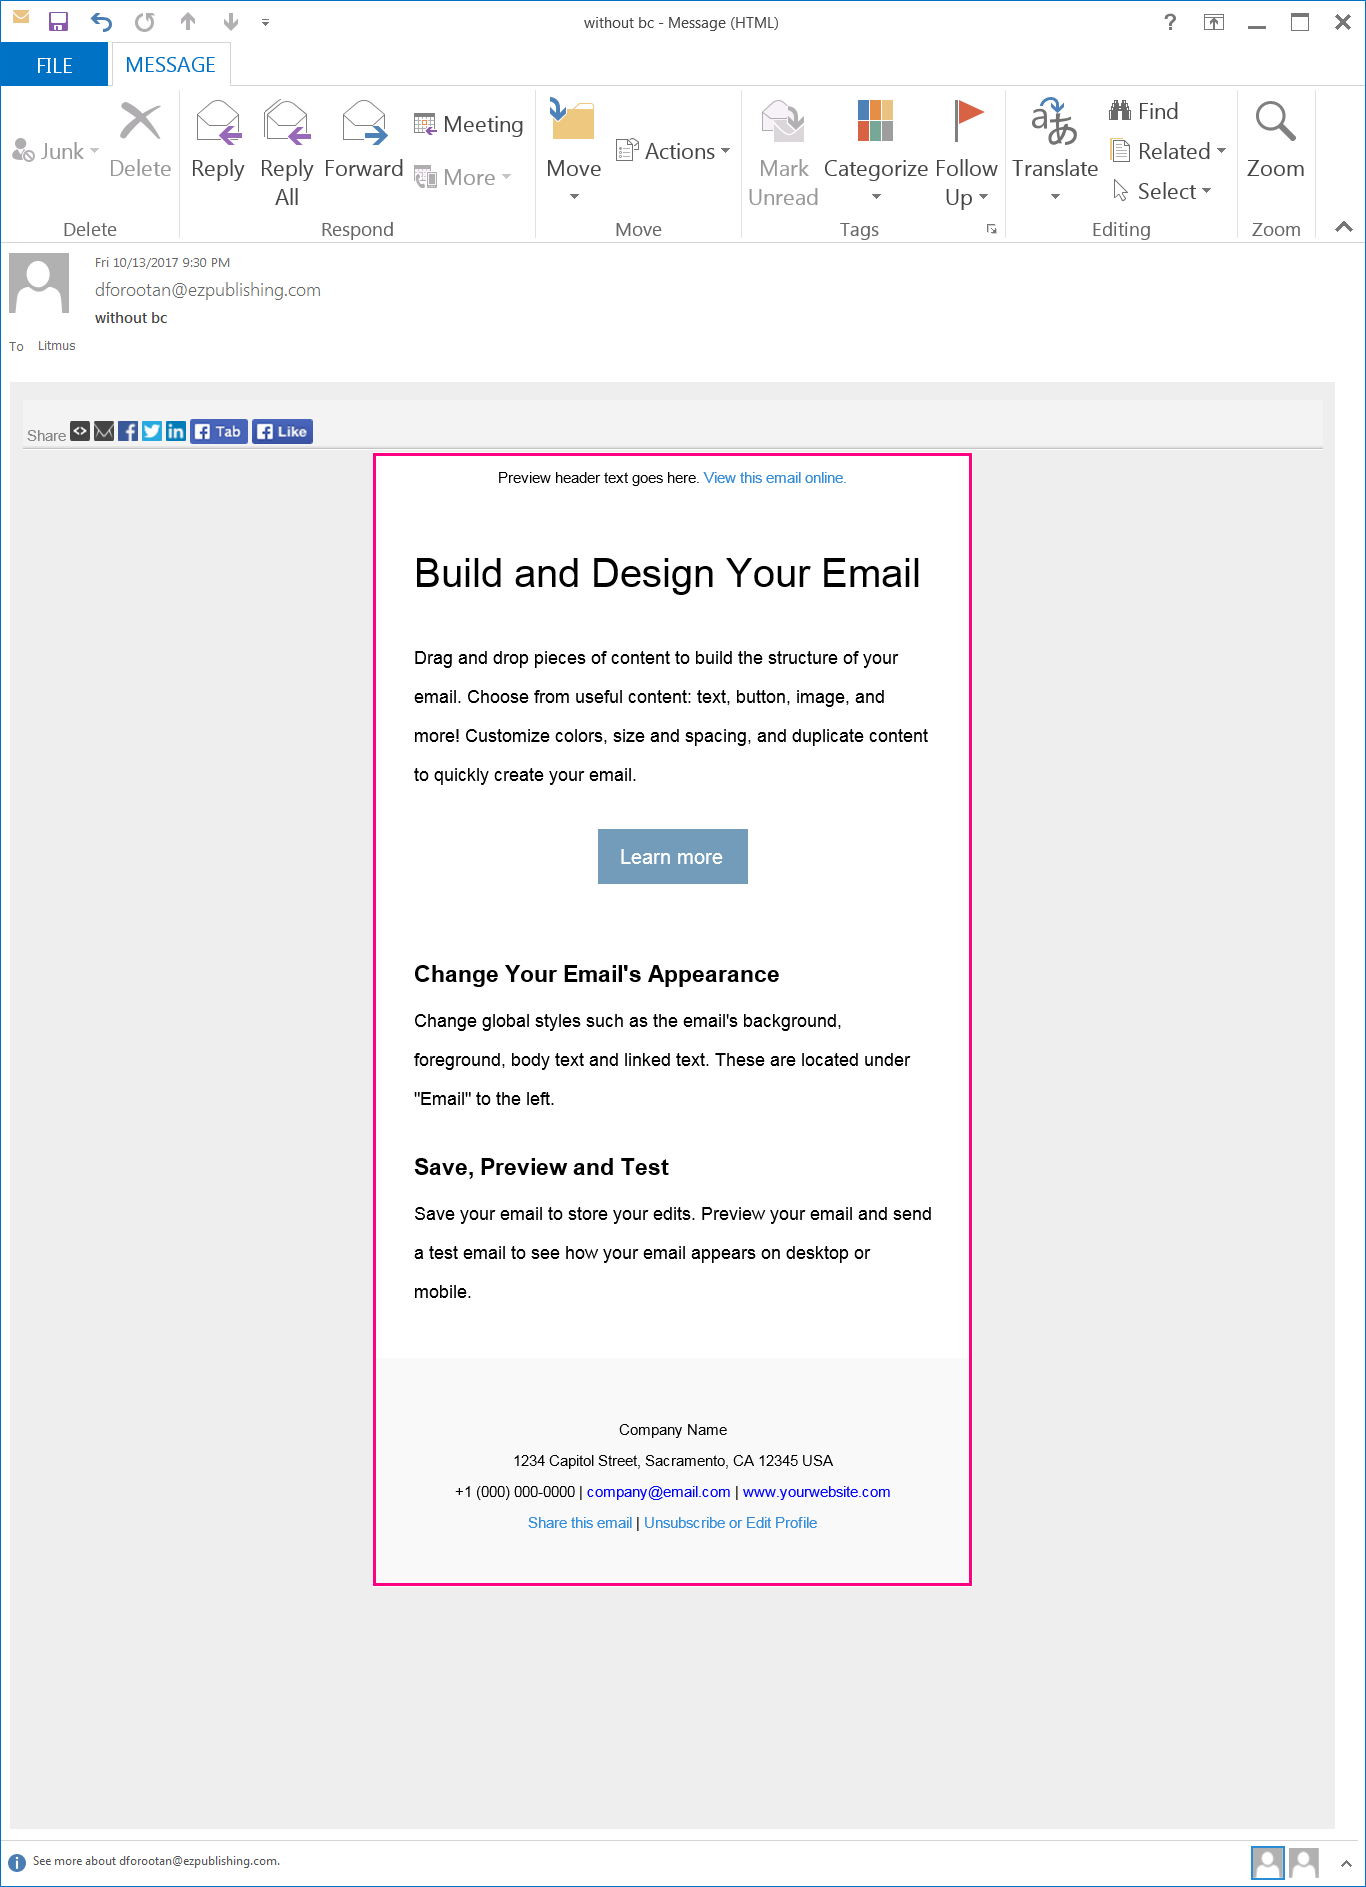 without bc - Message (HTML)
?
FILE
MESSAGE
Junk
Delete
Delete
Reply
Reply All
Forward
Meeting
More
Respond
Move
Actions
Move
Mark Unread
Categorize
Follow Up
Tags
Translate
Find
Related
Select
Editing
Zoom
Zoom
Fri 10/13/2017 9:30 PM
dforootan@ezpublishing.com
without bc
To Litmus
Share Tab Like
Preview header text goes here. View this email online.
Build and Design Your Email
Drag and drop pieces of content to build the structure of your
email. Choose from useful content: text, button, image, and
more! Customize colors, size and spacing, and duplicate content
to quickly create your email.
Learn more
Change Your Email's Appearance
Change global styles such as the email's background,
foreground, body text and linked text. These are located under
"Email" to the left.
Save, Preview and Test
Save your email to store your edits. Preview your email and send
a test email to see how your email appears on desktop or
mobile.
Company Name
1234 Capitol Street, Sacramento, CA 12345 USA
+1 (000) 000-0000 | company@email.com | www.yourwebsite.com
Share this email | Unsubscribe or Edit Profile
See more about dforootan@ezpublishing.com.